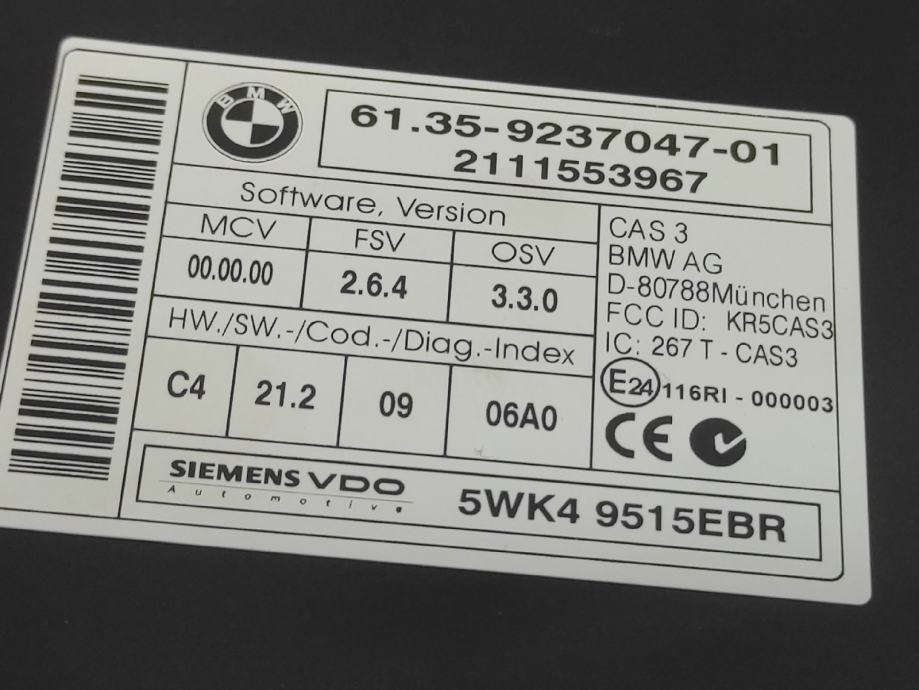 BMW
61.35-9237047-01
2111553967
Software, Version
MCV
FSV
OSV
00.00.00
2.6.4
3.3.0
HW./SW.-/Cod.-/Diag.-Index
C4
21.2
09
06A0
CAS 3
BMW AG
D-80788München
FCC ID: KR5CAS3
IC: 267 T - CAS3
E24 116RI - 000003
CE
SIEMENS VDO
Automotive
5WK4 9515EBR